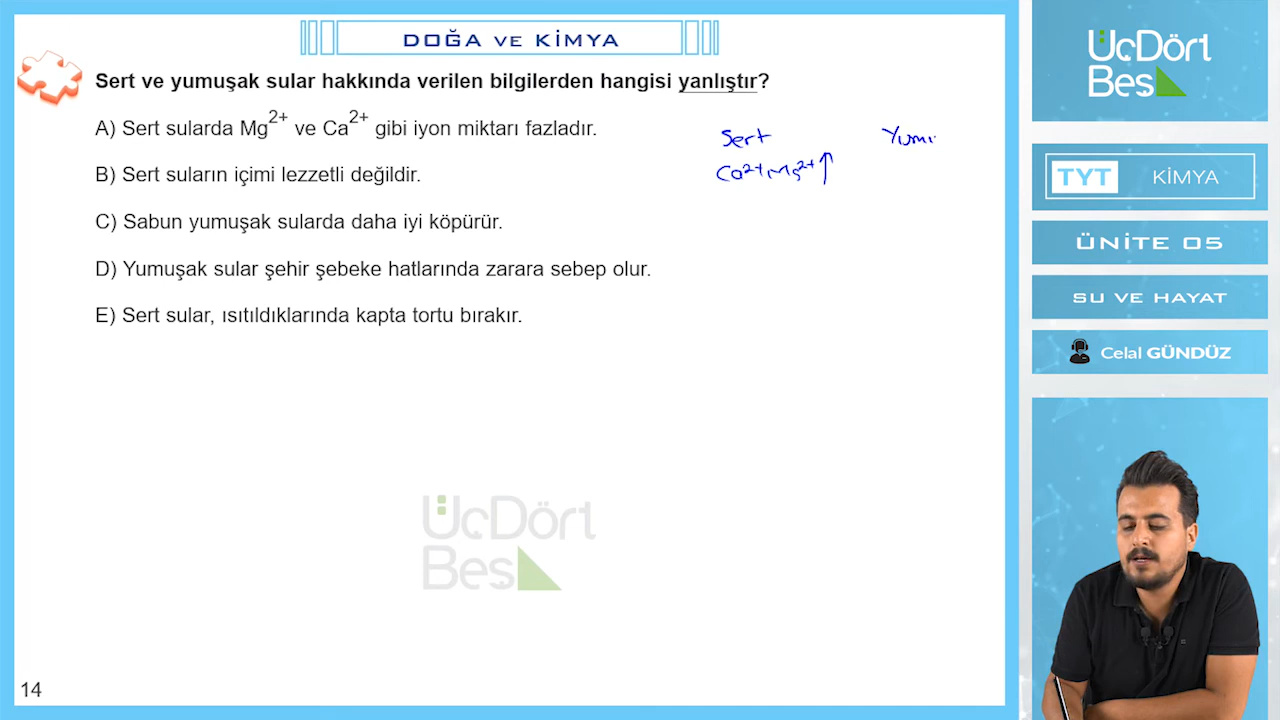 DOĞA VE KİMYA
Sert ve yumuşak sular hakkında verilen bilgilerden hangisi yanlıştır?
A) Sert sularda Mg2+ ve Ca2+ gibi iyon miktarı fazladır.
B) Sert suların içimi lezzetli değildir.
C) Sabun yumuşak sularda daha iyi köpürür.
D) Yumuşak sular şehir şebeke hatlarında zarara sebep olur.
E) Sert sular, ısıtıldıklarında kapta tortu bırakır.
Sert
Yumu
Ca2+ Mg2+ ↑
ÜçDört
Beş
14
ÜçDört
Beş
TYT KİMYA
ÜNİTE 05
SU VE HAYAT
Celal GÜNDÜZ